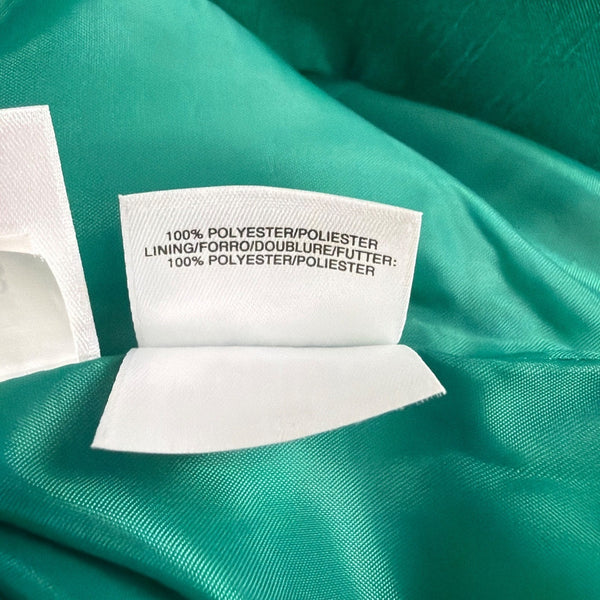 100% POLYESTER/POLIESTER
LINING/FORRO/DOUBLURE/FUTTER:
100% POLYESTER/POLIESTER